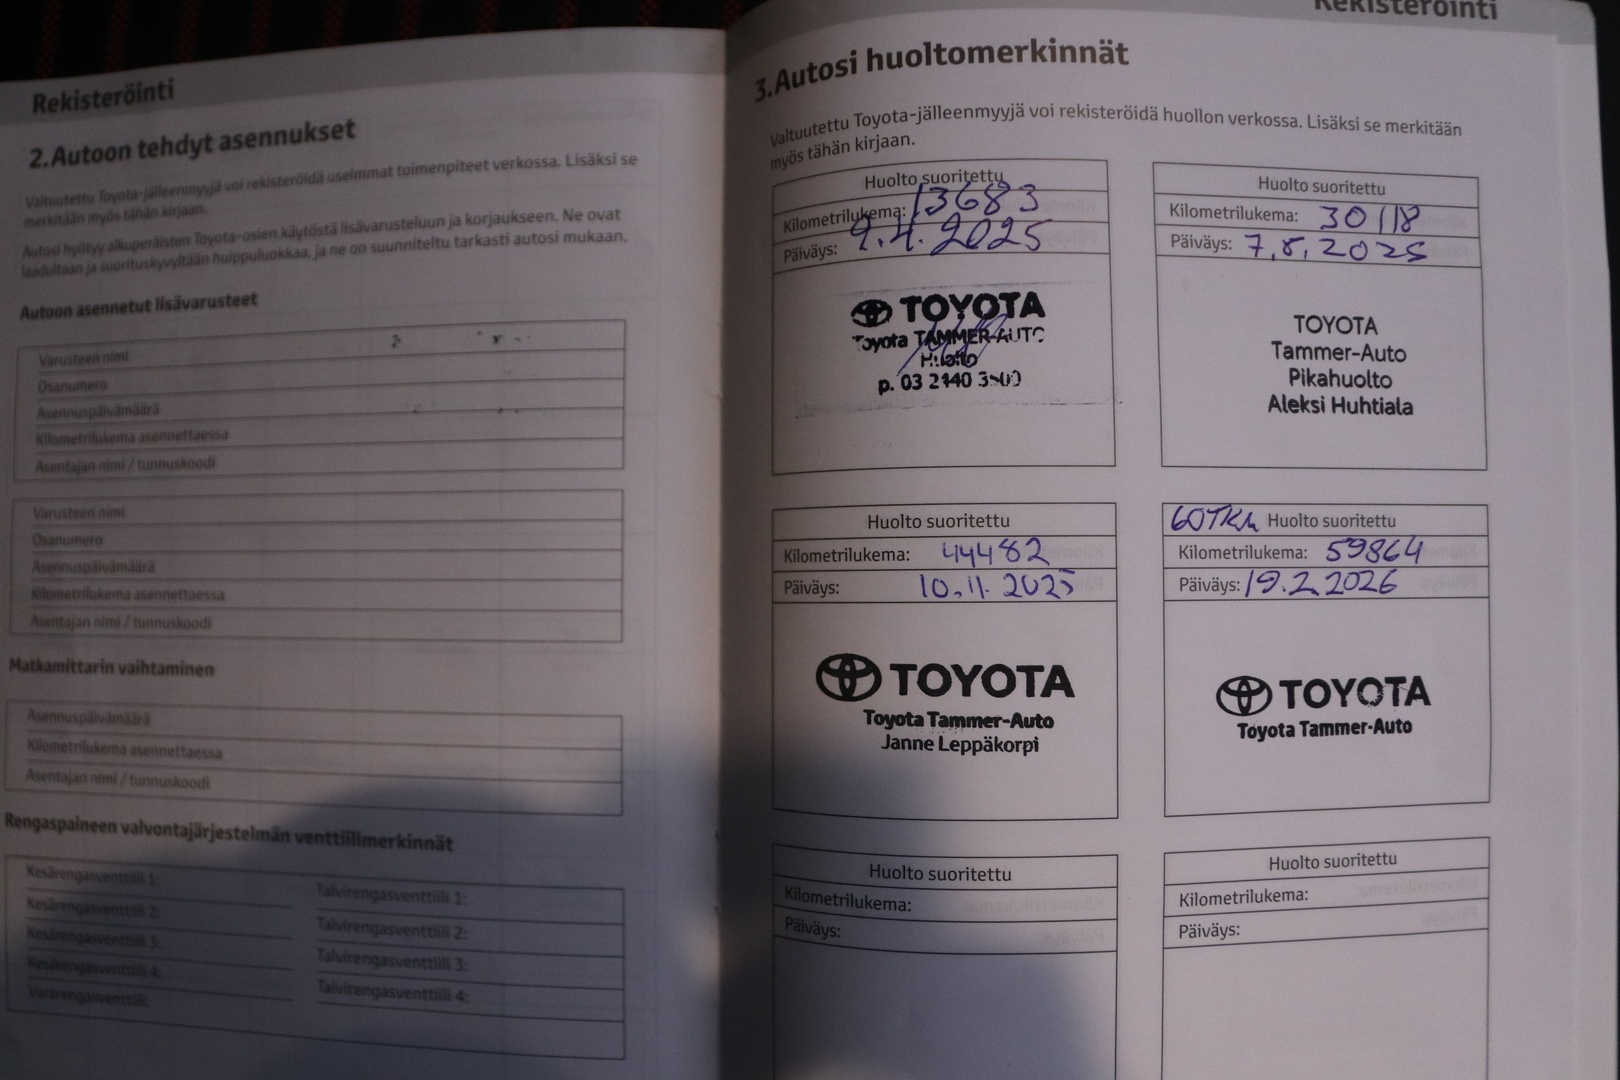 Rekisteröinti
2. Autoon tehdyt asennukset
Valtuutettu Toyota-jälleenmyyjä voi rekisteröidä useimmat toimenpiteet verkossa. Lisäksi se
merkitään myös tähän kirjaan.
Autosi hyötyy alkuperäisten Toyota-osien käytöstä lisävarusteluun ja korjaukseen. Ne ovat
laadultaan ja suorituskyvyltään huippuluokkaa, ja ne on suunniteltu tarkasti autosi mukaan.
Autoon asennetut lisävarusteet
Varusteen nimi
Osanumero
Asennuspäivämäärä
Kilometrilukema asennettaessa
Asentajan nimi / tunnuskoodi
Varusteen nimi
Osanumero
Asennuspäivämäärä
Kilometrilukema asennettaessa
Asentajan nimi / tunnuskoodi
Matkamittarin vaihtaminen
Asennuspäivämäärä
Kilometrilukema asennettaessa
Asentajan nimi / tunnuskoodi
Rengaspaineen valvontajärjestelmän venttiilimerkinnät
Kesärengasventtiili 1: Talvirengasventtiili 1:
Kesärengasventtiili 2: Talvirengasventtiili 2:
Kesärengasventtiili 3: Talvirengasventtiili 3:
Kesärengasventtiili 4: Talvirengasventtiili 4:
Vararengasventtiili:
Rekisteröinti
3. Autosi huoltomerkinnät
Valtuutettu Toyota-jälleenmyyjä voi rekisteröidä huollon verkossa. Lisäksi se merkitään
myös tähän kirjaan.
Huolto suoritettu
Kilometrilukema: 13683
Päiväys: 9.4.2025
TOYOTA
Toyota TAMMER-AUTO
Huolto
p. 03 2440
Huolto suoritettu
Kilometrilukema: 30118
Päiväys: 7.8.2025
TOYOTA
Tammer-Auto
Pikahuolto
Aleksi Huhtiala
Huolto suoritettu
Kilometrilukema: 44482
Päiväys: 10.11.2025
TOYOTA
Toyota Tammer-Auto
Janne Leppäkorpi
60TKm Huolto suoritettu
Kilometrilukema: 59864
Päiväys: 19.2.2026
TOYOTA
Toyota Tammer-Auto
Huolto suoritettu
Kilometrilukema:
Päiväys:
Huolto suoritettu
Kilometrilukema:
Päiväys: